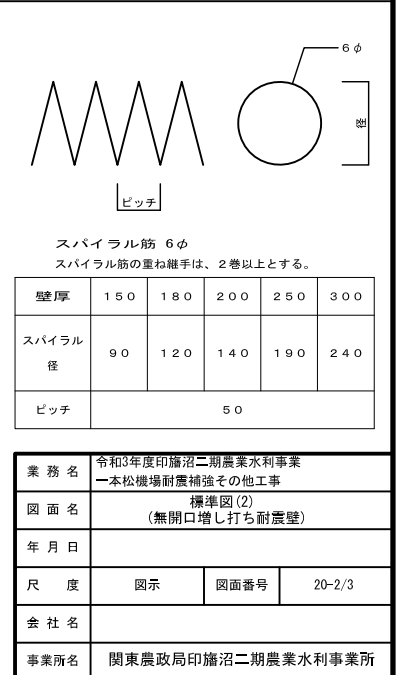 6φ
径
ピッチ
スパイラル筋 6φ
スパイラル筋の重ね継手は、2巻以上とする。
壁厚 150 180 200 250 300
スパイラル径 90 120 140 190 240
ピッチ 50
業務名 令和3年度印旛沼二期農業水利事業
一本松機場耐震補強その他工事
図面名 標準図(2)
(無開口増し打ち耐震壁)
年月日
尺度 図示 図面番号 20-2/3
会社名
事業所名 関東農政局印旛沼二期農業水利事業所